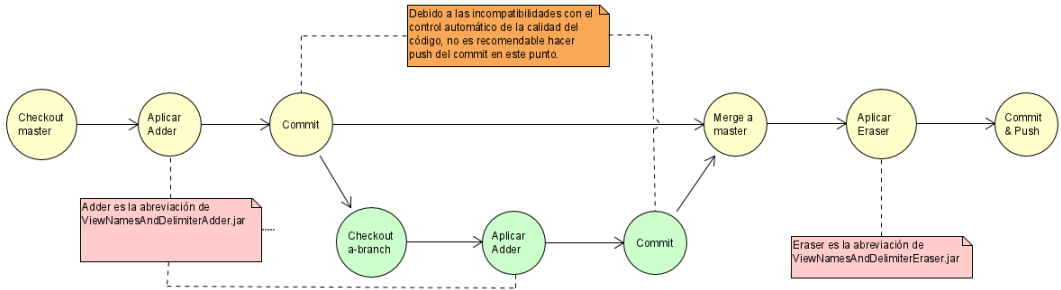 Debido a las incompatibilidades con el
control automático de la calidad del
código, no es recomendable hacer
push del commit en este punto.
Checkout
master
Aplicar
Adder
Commit
Merge a
master
Aplicar
Eraser
Commit
& Push
Adder es la abreviación de
ViewNamesAndDelimiterAdder.jar
Checkout
a-branch
Aplicar
Adder
Commit
Eraser es la abreviación de
ViewNamesAndDelimiterEraser.jar